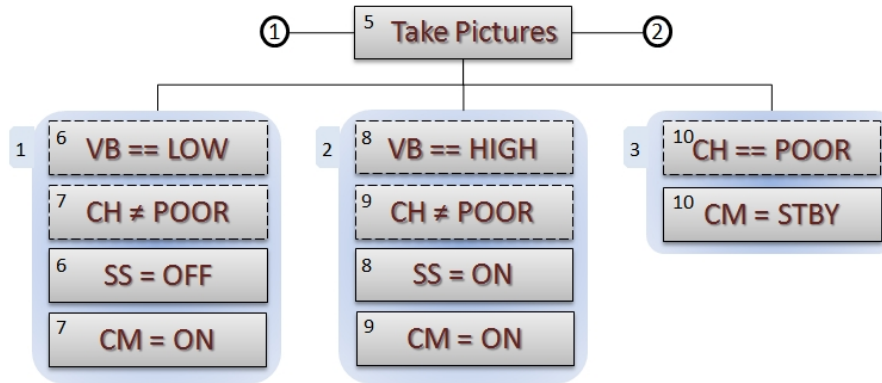 1
5 Take Pictures
2
1
6 VB == LOW
7 CH ≠ POOR
6 SS = OFF
7 CM = ON
2
8 VB == HIGH
9 CH ≠ POOR
8 SS = ON
9 CM = ON
3
10 CH == POOR
10 CM = STBY